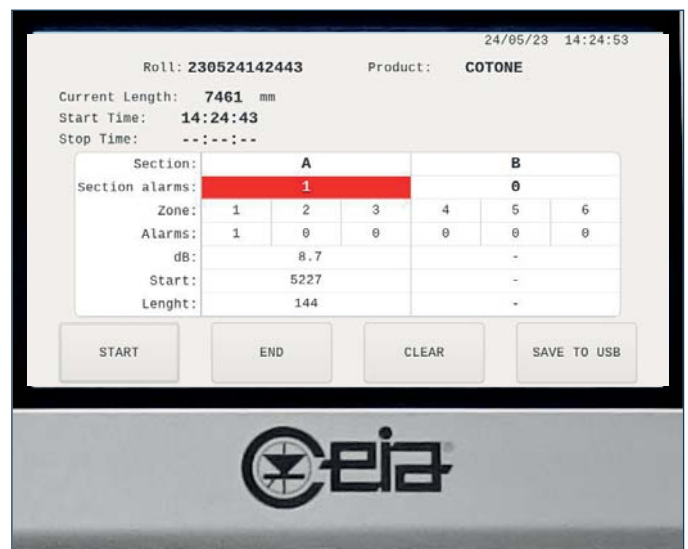 24/05/23 14:24:53
Roll: 230524142443 Product: COTONE
Current Length: 7461 mm
Start Time: 14:24:43
Stop Time: --:--:--
Section: A B
Section alarms: 1 0
Zone: 1 2 3 4 5 6
Alarms: 1 0 0 0 0 0
dB: 8.7 -
Start: 5227 -
Lenght: 144 -
START END CLEAR SAVE TO USB
Ceia